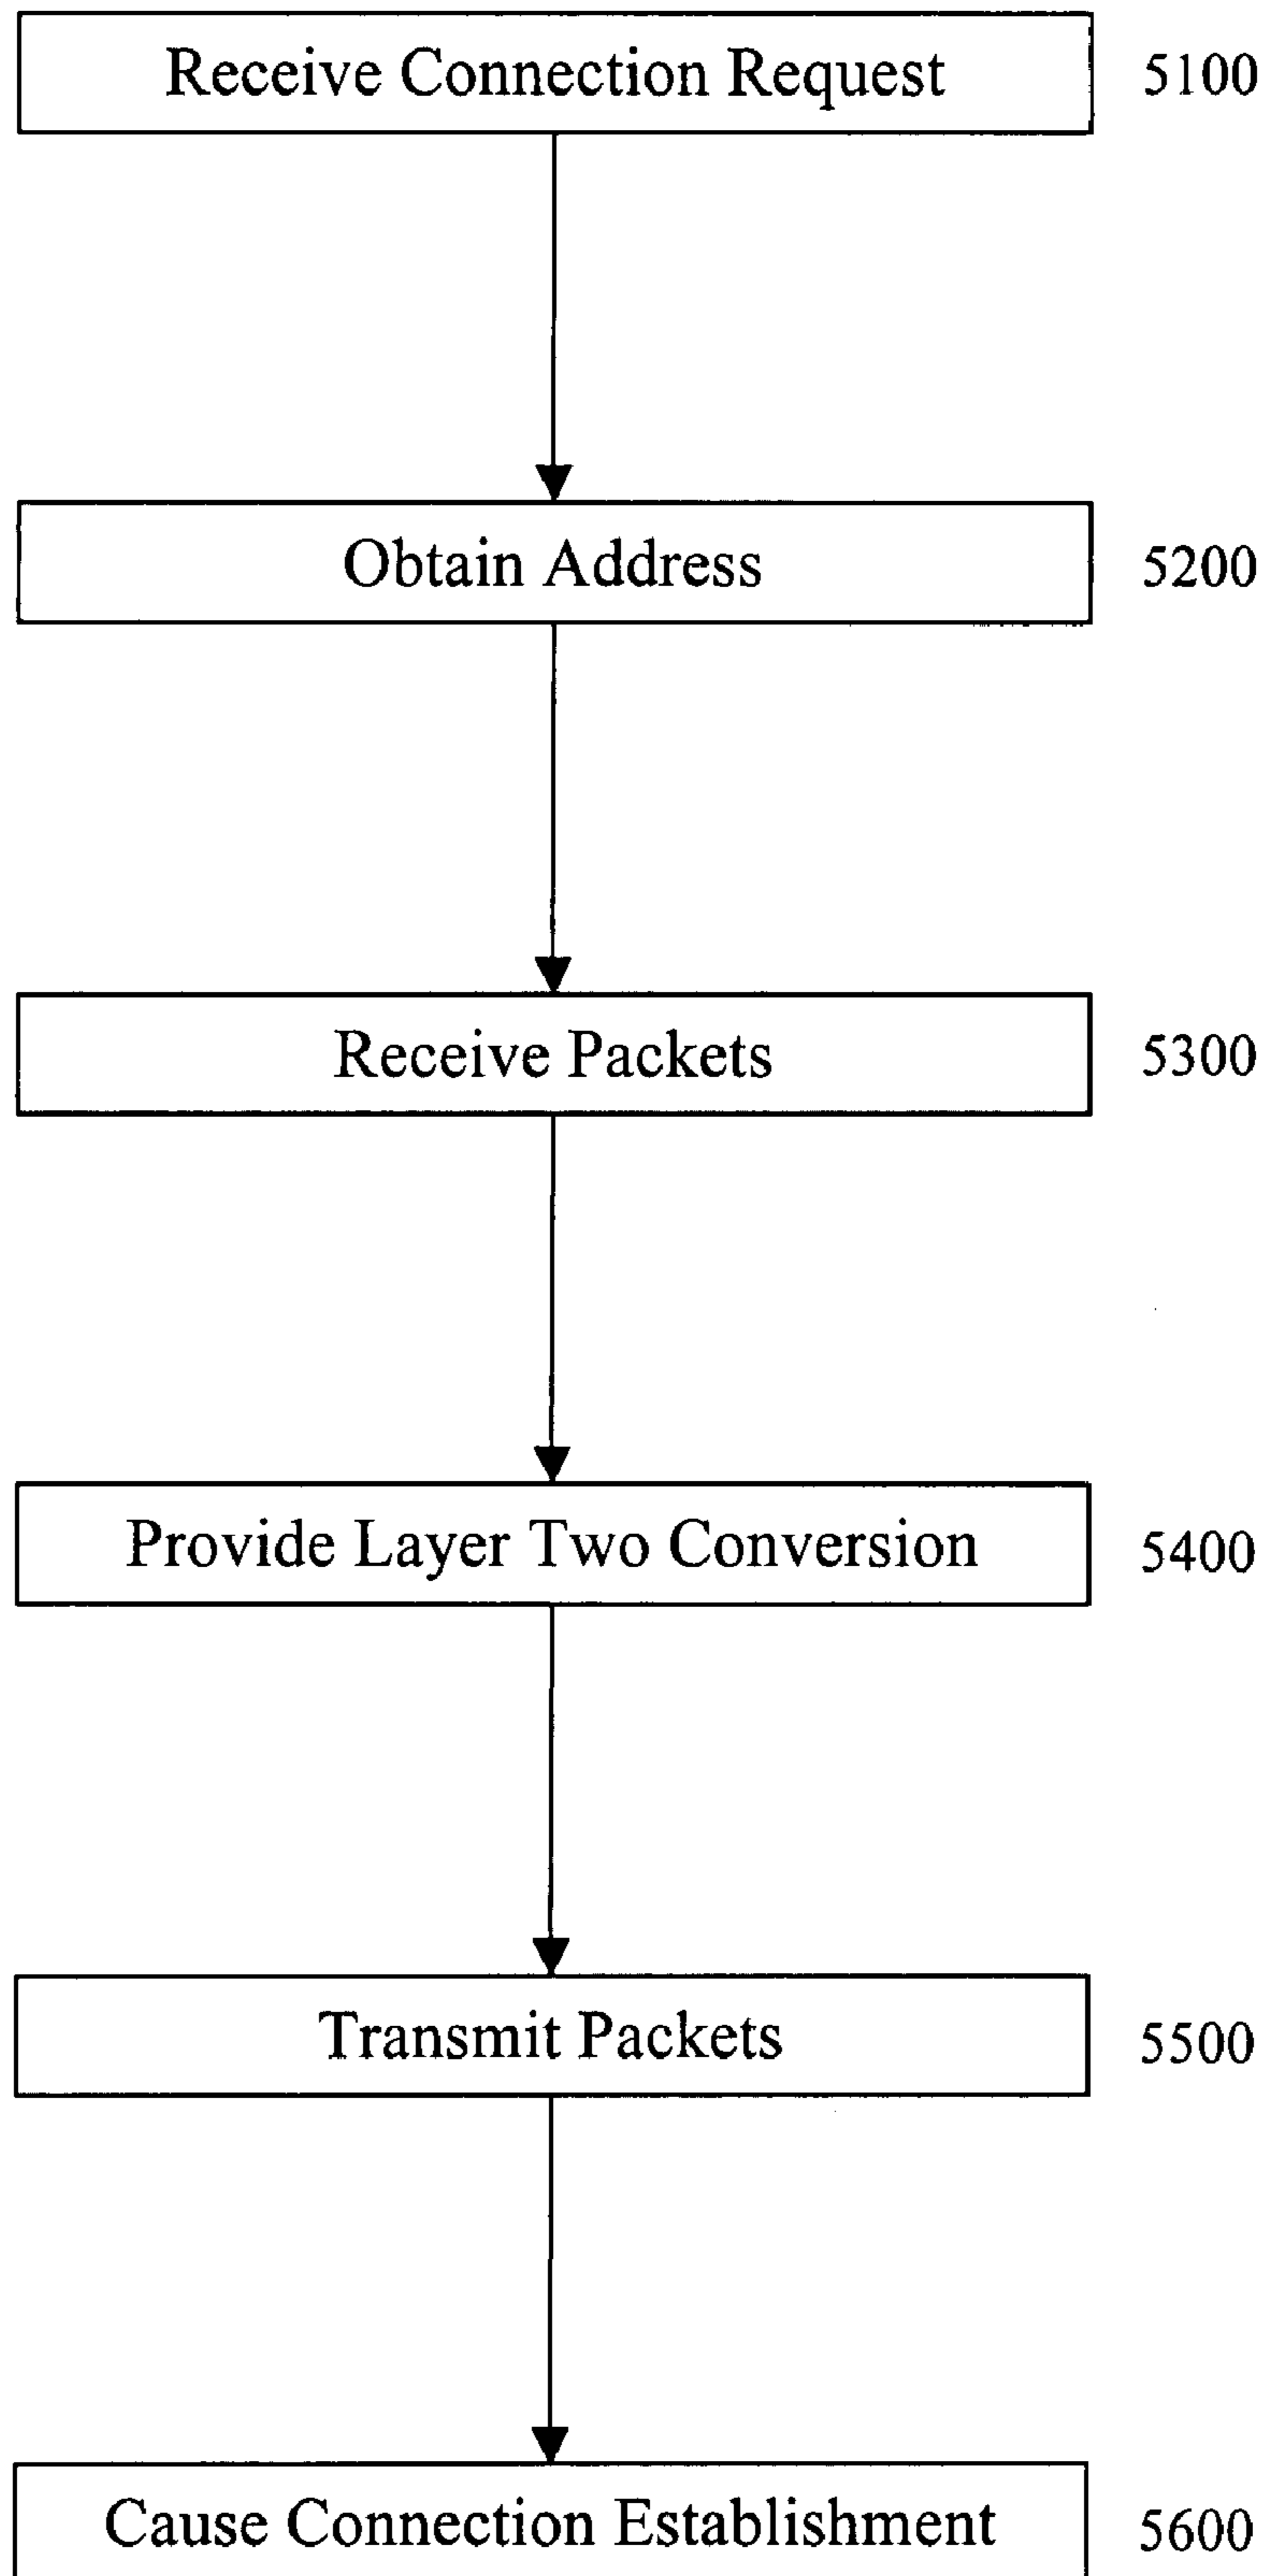 Receive Connection Request 5100
Obtain Address 5200
Receive Packets 5300
Provide Layer Two Conversion 5400
Transmit Packets 5500
Cause Connection Establishment 5600